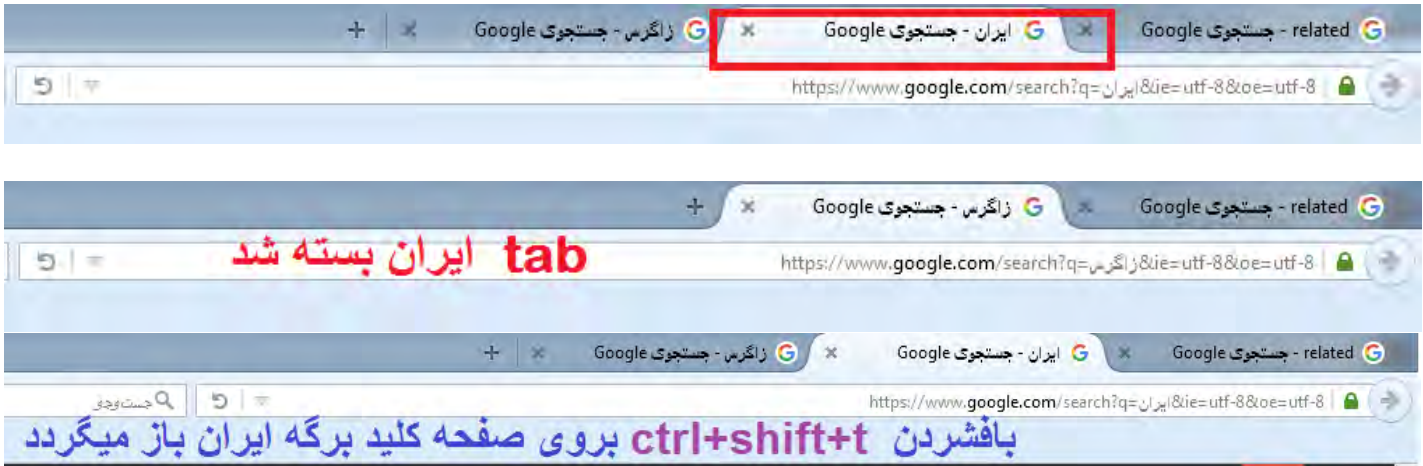 related - جستجوی Google
ایران - جستجوی Google
زاگرس - جستجوی Google
https://www.google.com/search?q=ایران&ie=utf-8&oe=utf-8
related - جستجوی Google
زاگرس - جستجوی Google
https://www.google.com/search?q=زاگرس&ie=utf-8&oe=utf-8
tab ایران بسته شد
related - جستجوی Google
ایران - جستجوی Google
زاگرس - جستجوی Google
https://www.google.com/search?q=ایران&ie=utf-8&oe=utf-8
جست‌وجو
بافشردن ctrl+shift+t بروی صفحه کلید برگه ایران باز میگردد